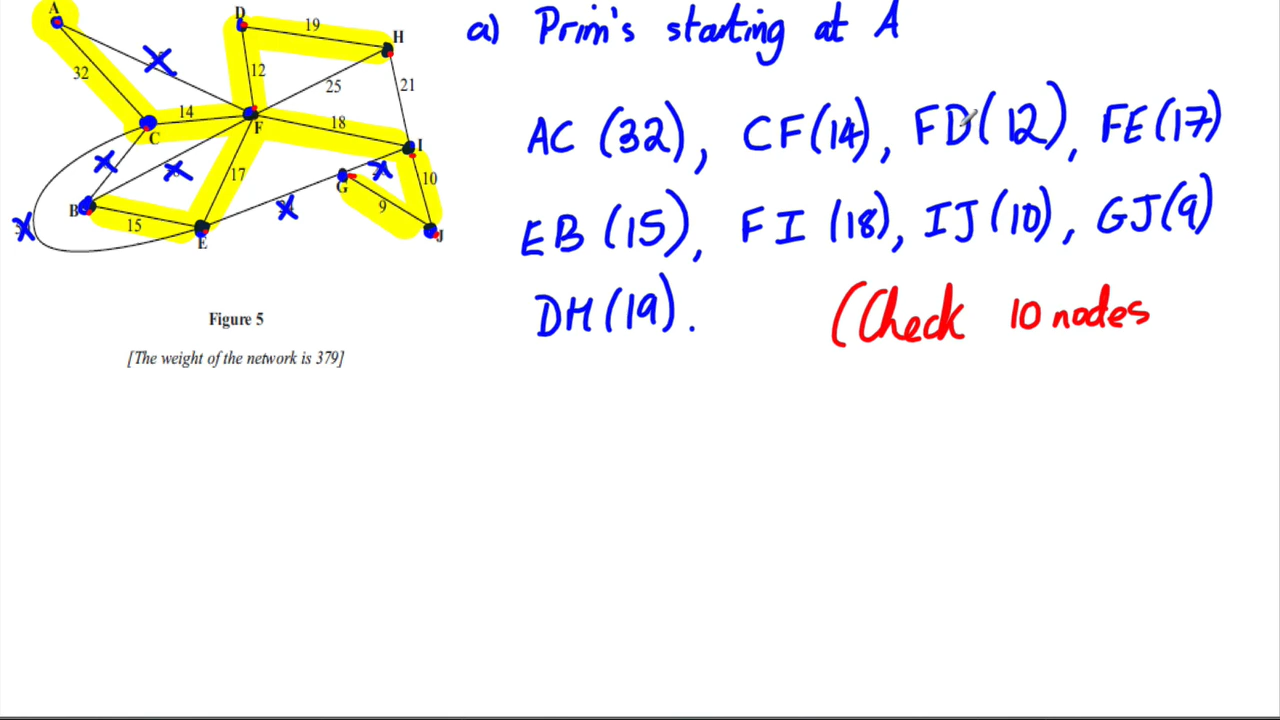 a) Prim's starting at A
A
D
19
H
32
12
25
21
14
18
C
F
I
17
G
10
B
15
9
E
J
AC (32), CF(14), FD(12), FE(17)
EB (15), FI (18), IJ (10), GJ(9)
DH(19). (Check 10 nodes
Figure 5
[The weight of the network is 379]